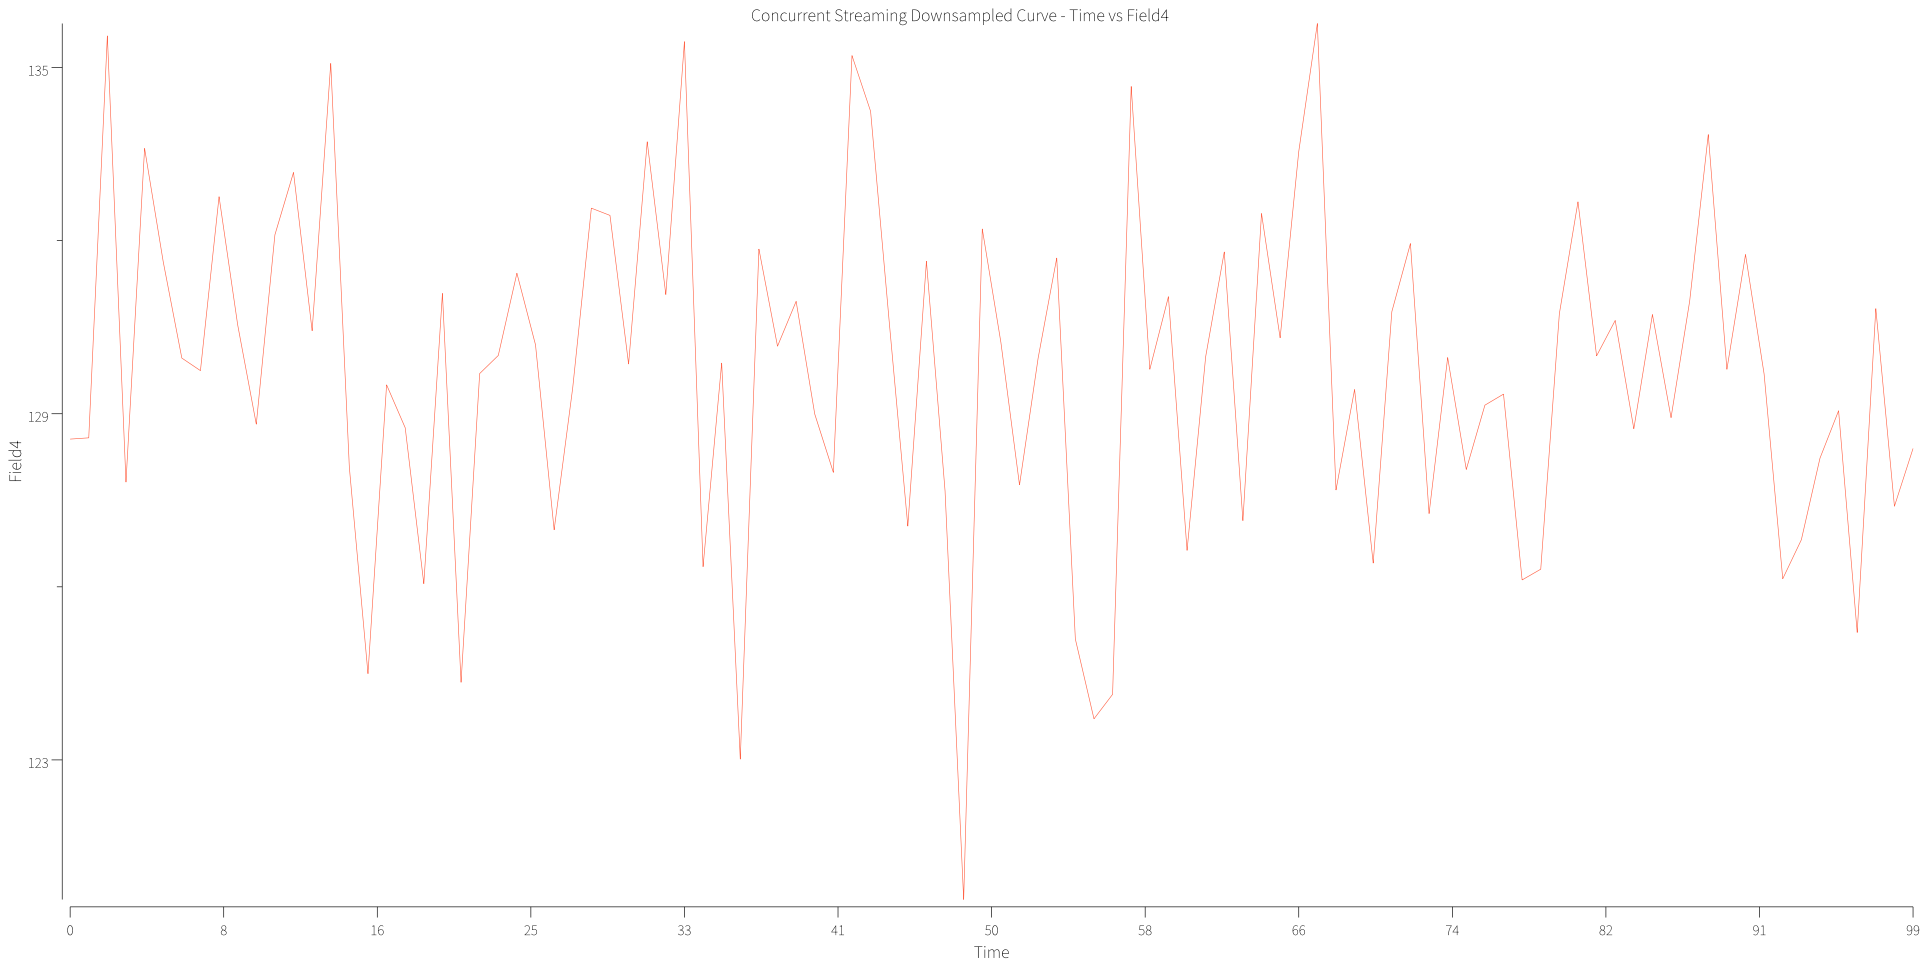 Concurrent Streaming Downsampled Curve - Time vs Field4
135
129
123
Field4
0 8 16 25 33 41 50 58 66 74 82 91 99
Time